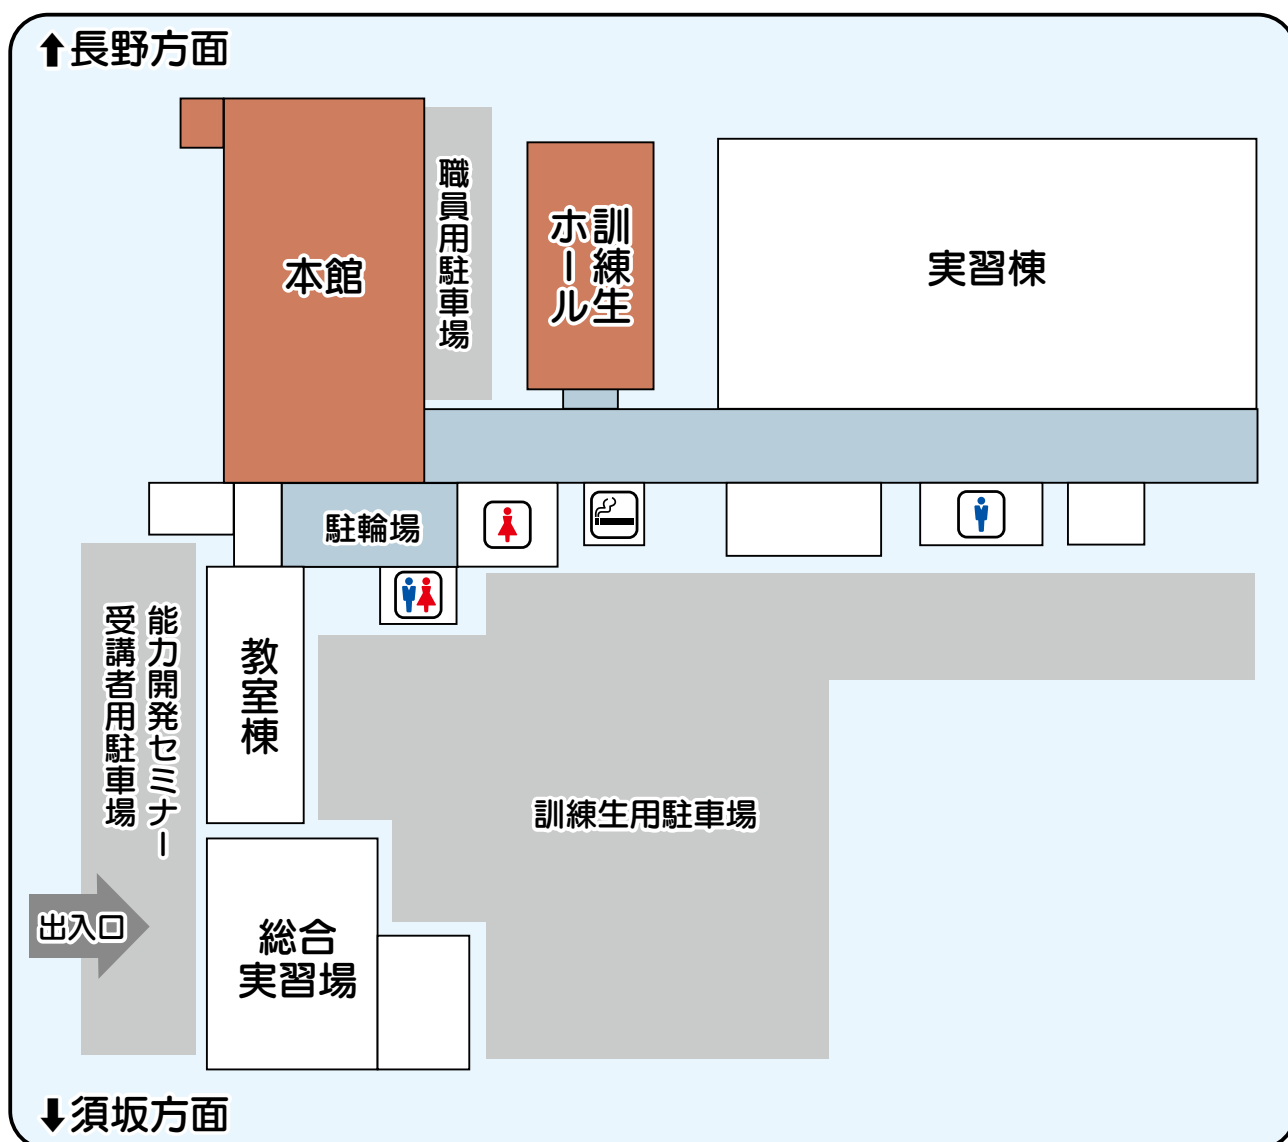 ⬆長野方面
本館
職員用駐車場
訓練生
ホール
実習棟
駐輪場
能力開発セミナー
受講者用駐車場
教室棟
訓練生用駐車場
出入口
総合
実習場
⬇須坂方面